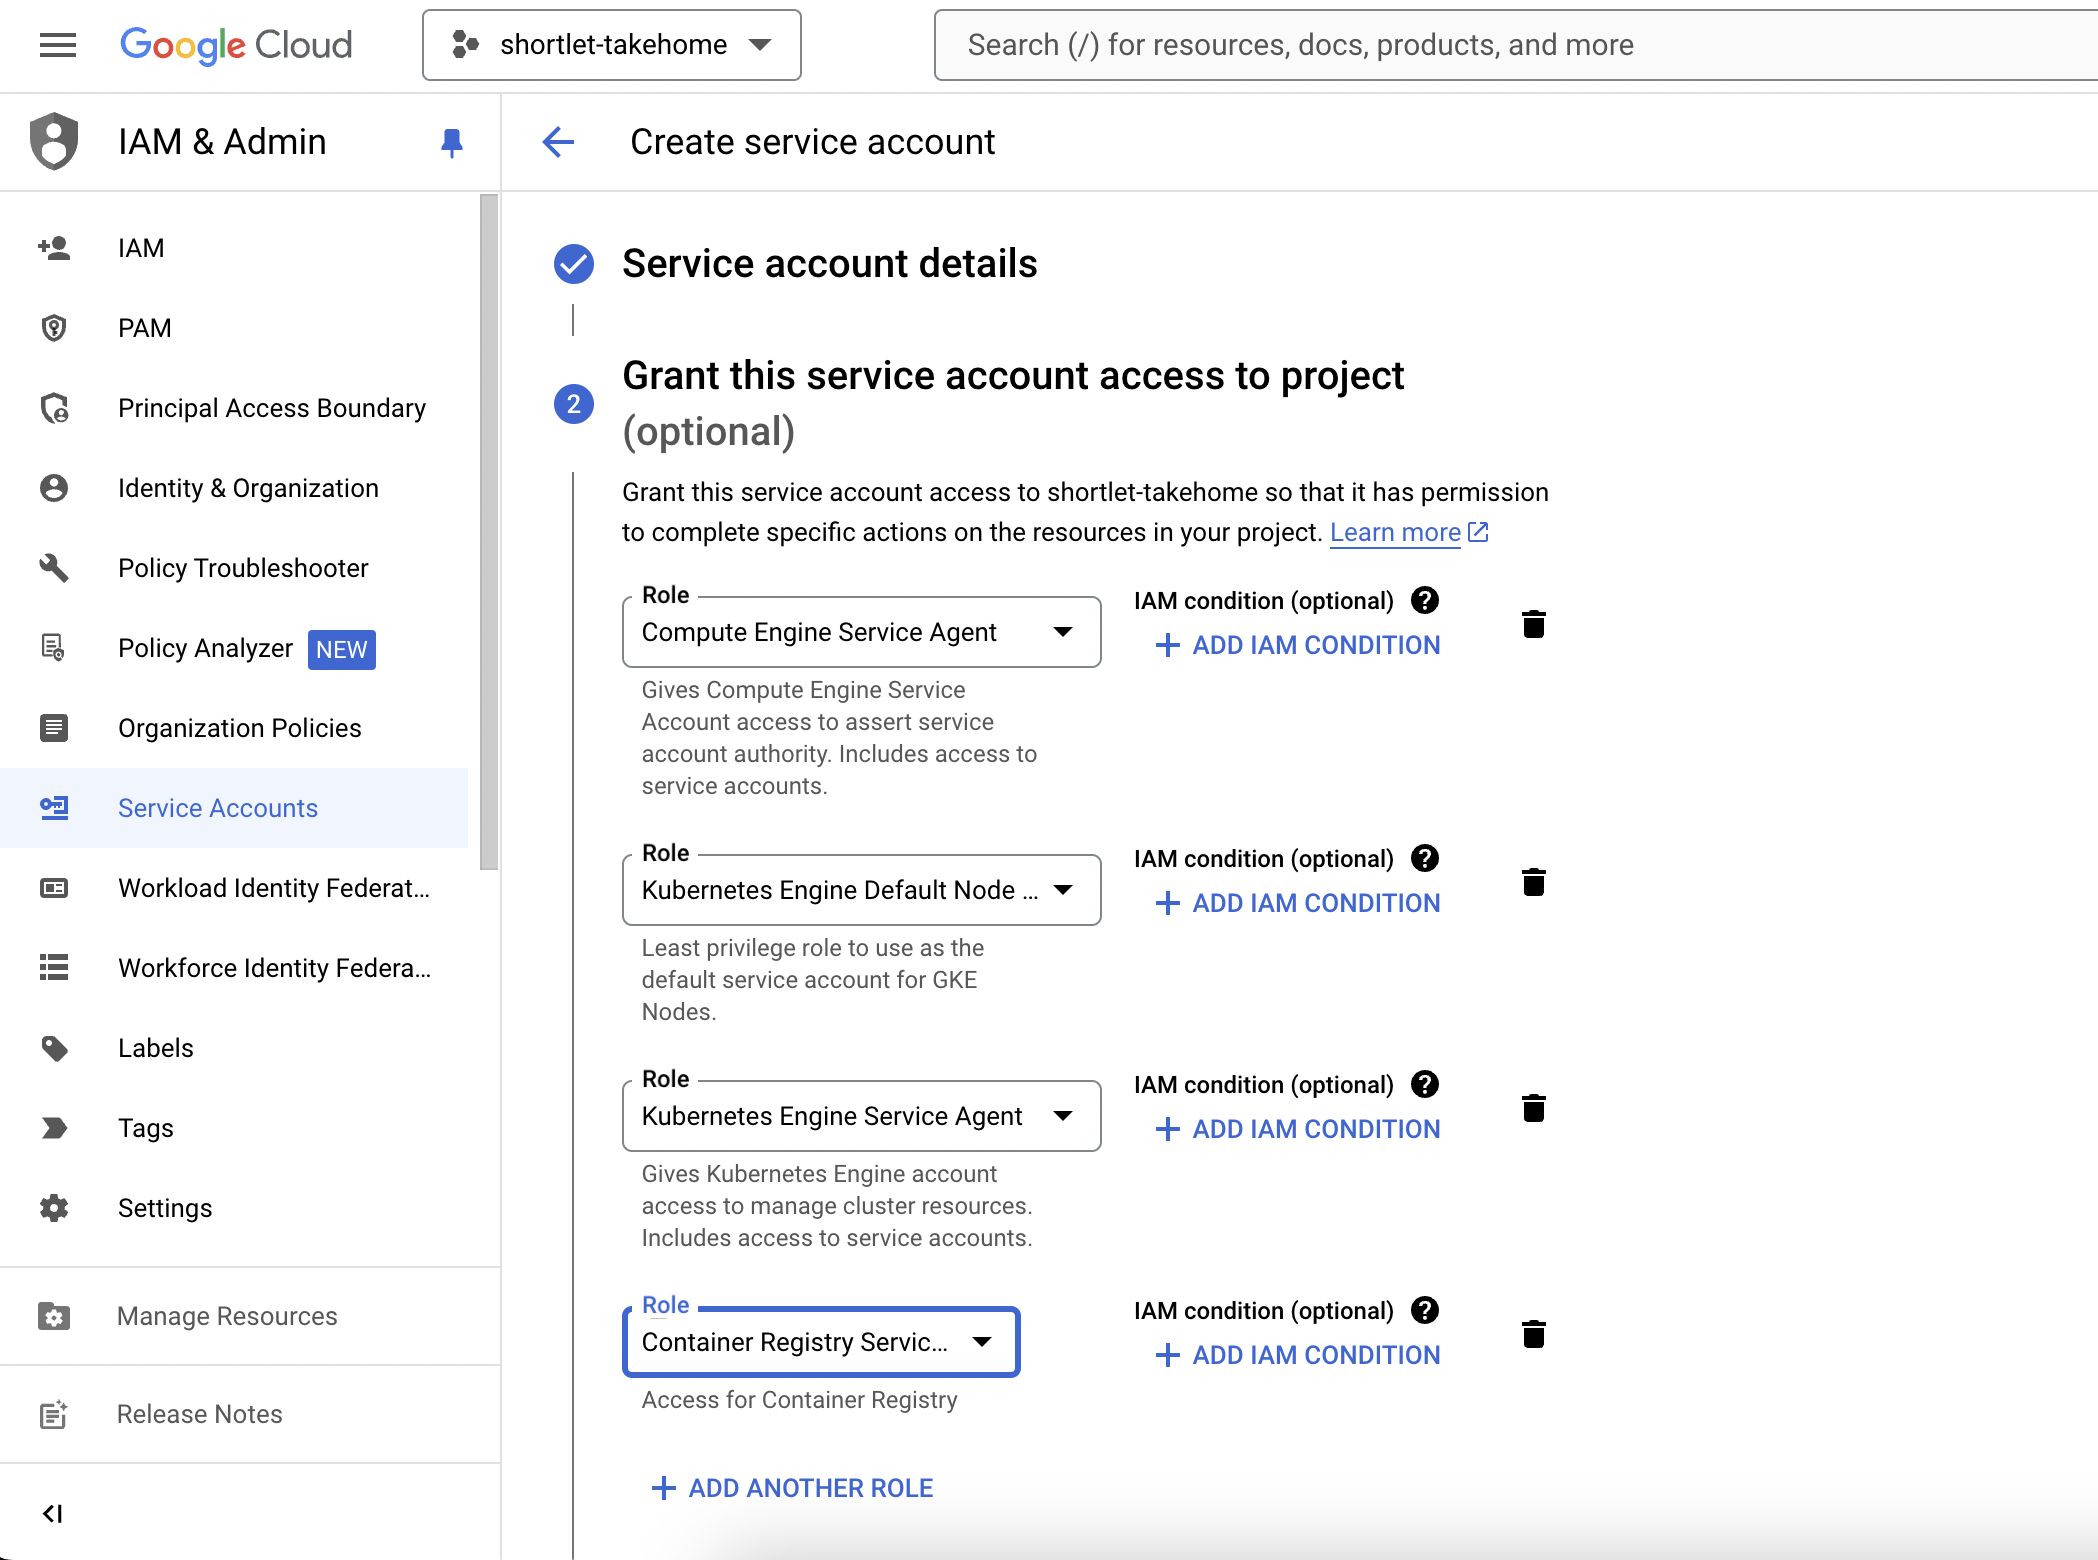 Google Cloud
shortlet-takehome
Search (/) for resources, docs, products, and more
IAM & Admin
Create service account
IAM
PAM
Principal Access Boundary
Identity & Organization
Policy Troubleshooter
Policy Analyzer NEW
Organization Policies
Service Accounts
Workload Identity Federat...
Workforce Identity Federa...
Labels
Tags
Settings
Manage Resources
Release Notes
Service account details
2
Grant this service account access to project
(optional)
Grant this service account access to shortlet-takehome so that it has permission
to complete specific actions on the resources in your project. Learn more
Role
Compute Engine Service Agent
IAM condition (optional) ?
+ ADD IAM CONDITION
Gives Compute Engine Service
Account access to assert service
account authority. Includes access to
service accounts.
Role
Kubernetes Engine Default Node ...
IAM condition (optional) ?
+ ADD IAM CONDITION
Least privilege role to use as the
default service account for GKE
Nodes.
Role
Kubernetes Engine Service Agent
IAM condition (optional) ?
+ ADD IAM CONDITION
Gives Kubernetes Engine account
access to manage cluster resources.
Includes access to service accounts.
Role
Container Registry Servic...
IAM condition (optional) ?
+ ADD IAM CONDITION
Access for Container Registry
+ ADD ANOTHER ROLE